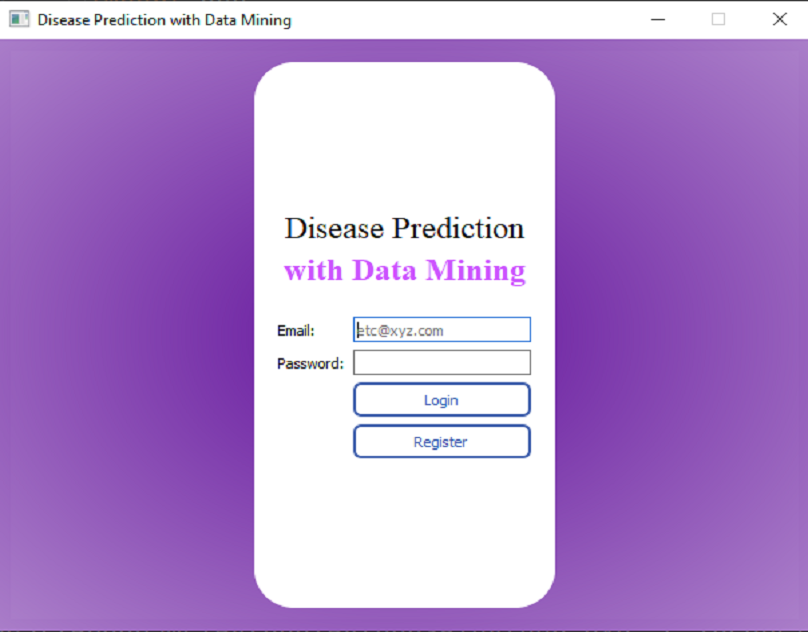 Disease Prediction with Data Mining
Disease Prediction
with Data Mining
Email: etc@xyz.com
Password:
Login
Register